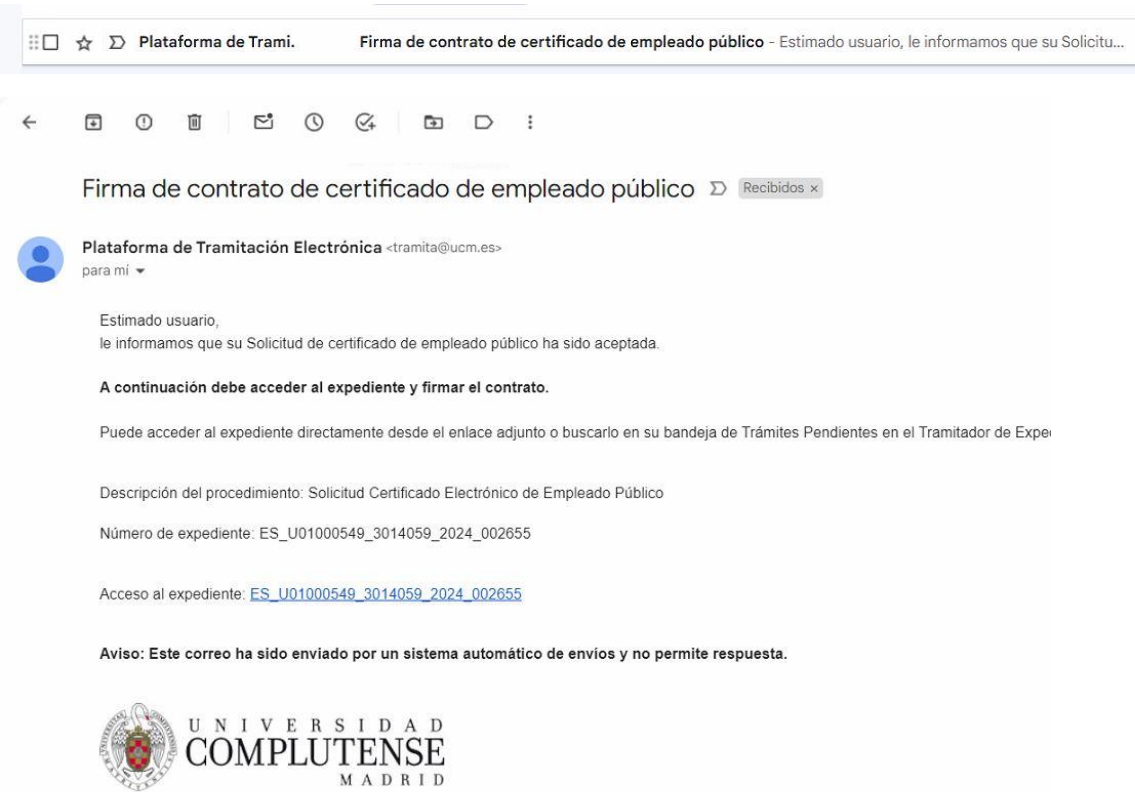 Plataforma de Trami. Firma de contrato de certificado de empleado público - Estimado usuario, le informamos que su Solicitu...
Firma de contrato de certificado de empleado público Recibidos x
Plataforma de Tramitación Electrónica <tramita@ucm.es>
para mí
Estimado usuario,
le informamos que su Solicitud de certificado de empleado público ha sido aceptada.
A continuación debe acceder al expediente y firmar el contrato.
Puede acceder al expediente directamente desde el enlace adjunto o buscarlo en su bandeja de Trámites Pendientes en el Tramitador de Expe
Descripción del procedimiento: Solicitud Certificado Electrónico de Empleado Público
Número de expediente: ES_U01000549_3014059_2024_002655
Acceso al expediente: ES_U01000549_3014059_2024_002655
Aviso: Este correo ha sido enviado por un sistema automático de envíos y no permite respuesta.
UNIVERSIDAD
COMPLUTENSE
MADRID